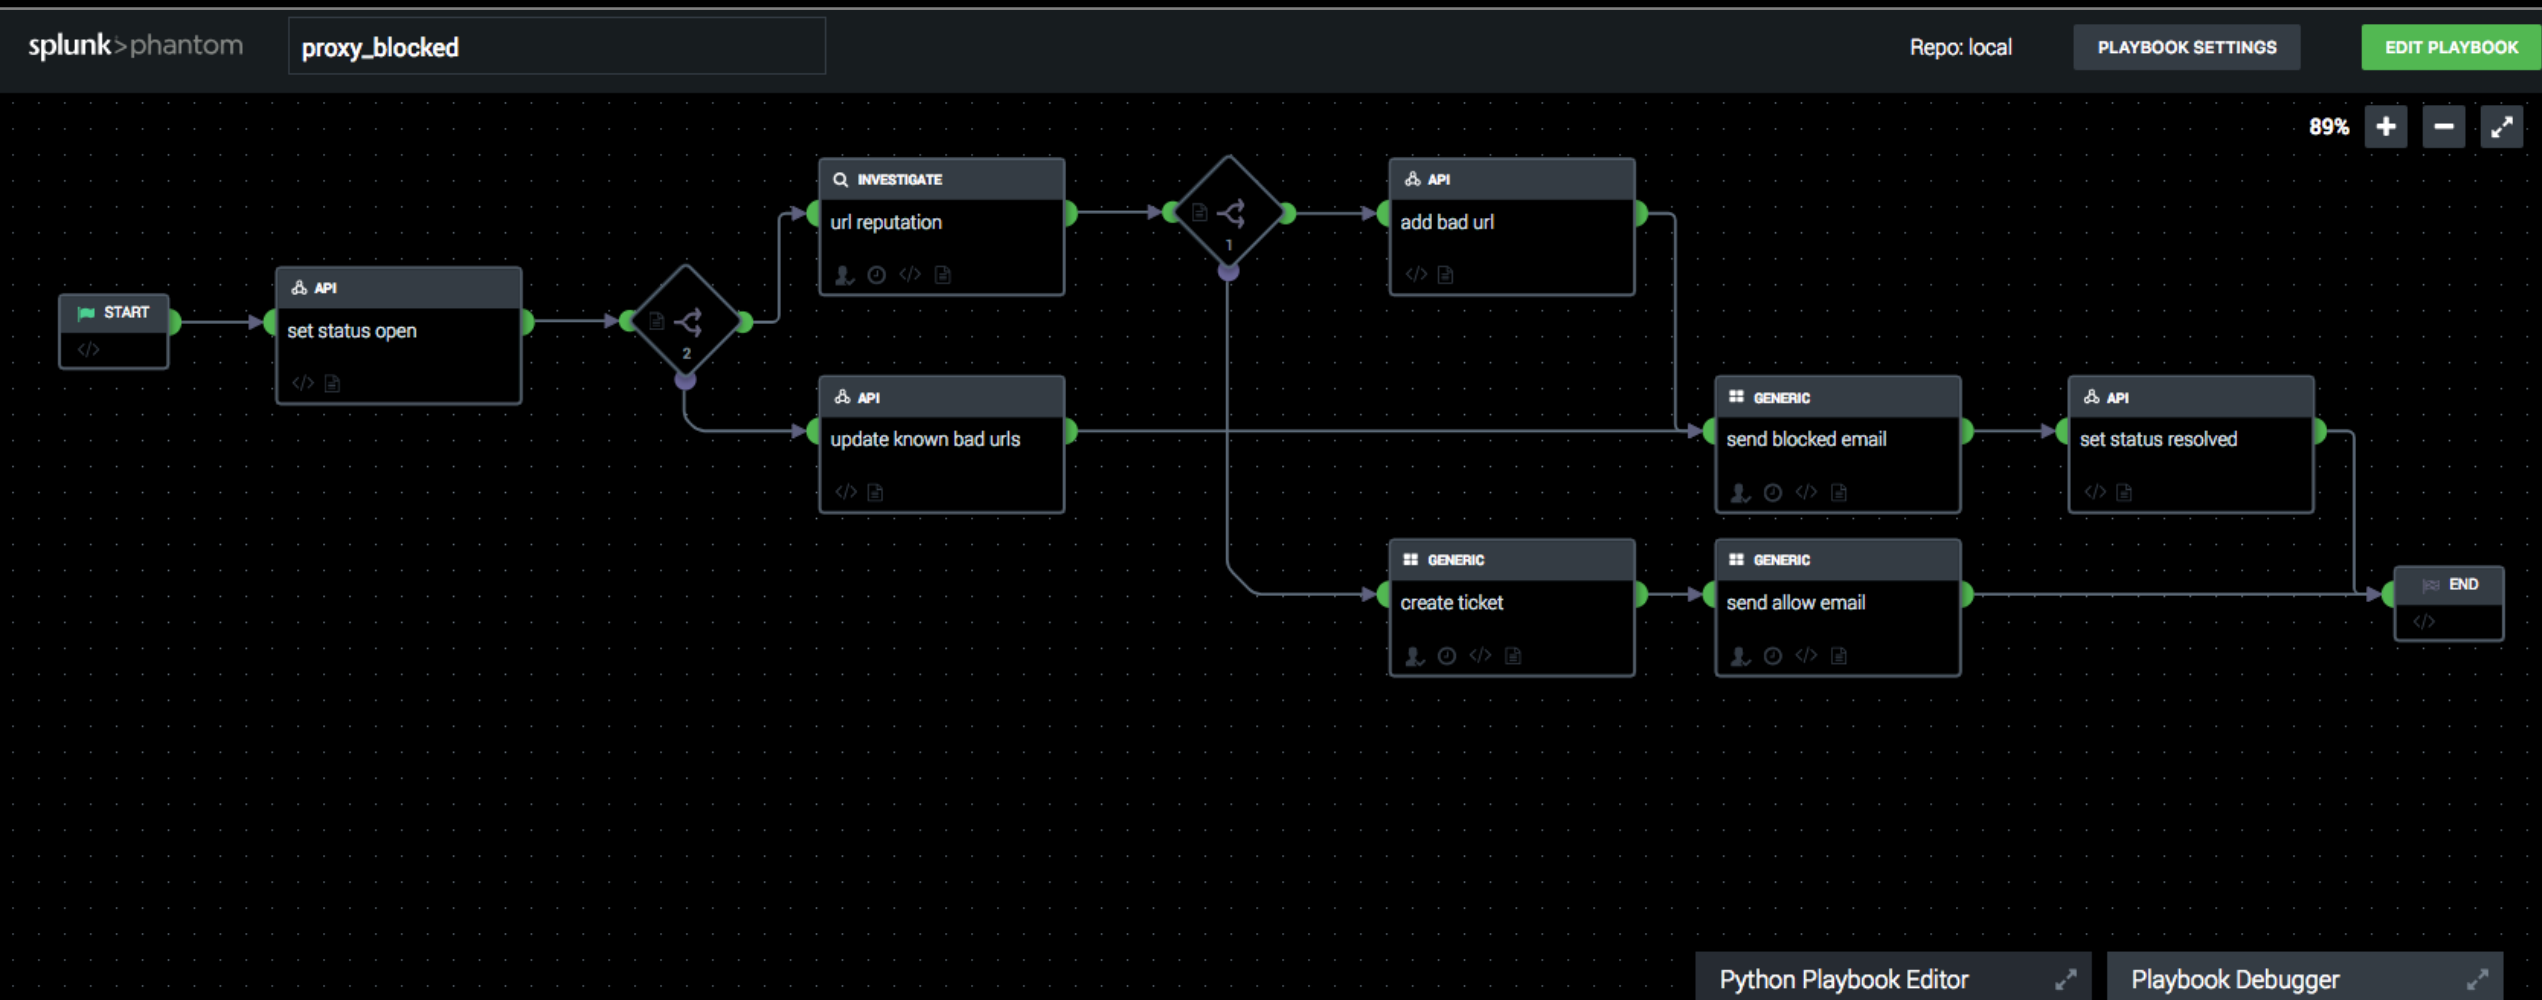 splunk>phantom
proxy_blocked
Repo: local
PLAYBOOK SETTINGS
EDIT PLAYBOOK
89%
START
</>
API
set status open
</>
2
INVESTIGATE
url reputation
</>
API
update known bad urls
</>
1
API
add bad url
</>
GENERIC
create ticket
</>
GENERIC
send blocked email
</>
GENERIC
send allow email
</>
API
set status resolved
</>
END
</>
Python Playbook Editor
Playbook Debugger